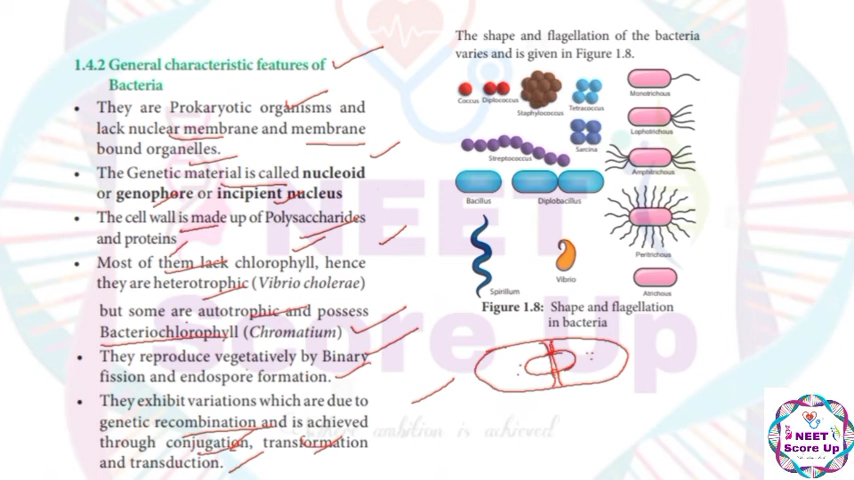 1.4.2 General characteristic features of
Bacteria
• They are Prokaryotic organisms and
lack nuclear membrane and membrane
bound organelles.
• The Genetic material is called nucleoid
or genophore or incipient nucleus
• The cell wall is made up of Polysaccharides
and proteins
• Most of them lack chlorophyll, hence
they are heterotrophic (Vibrio cholerae)
but some are autotrophic and possess
Bacteriochlorophyll (Chromatium)
• They reproduce vegetatively by Binary
fission and endospore formation.
• They exhibit variations which are due to
genetic recombination and is achieved
through conjugation, transformation
and transduction.
The shape and flagellation of the bacteria
varies and is given in Figure 1.8.
Coccus
Diplococcus
Staphylococcus
Tetracoccus
Streptococcus
Sarcina
Bacillus
Diplobacillus
Spirillum
Vibrio
Monotrichous
Lophotrichous
Amphitrichous
Peritrichous
Atrichous
Figure 1.8: Shape and flagellation
in bacteria
NEET
Score Up
ambition is achieved
NEET
Score Up